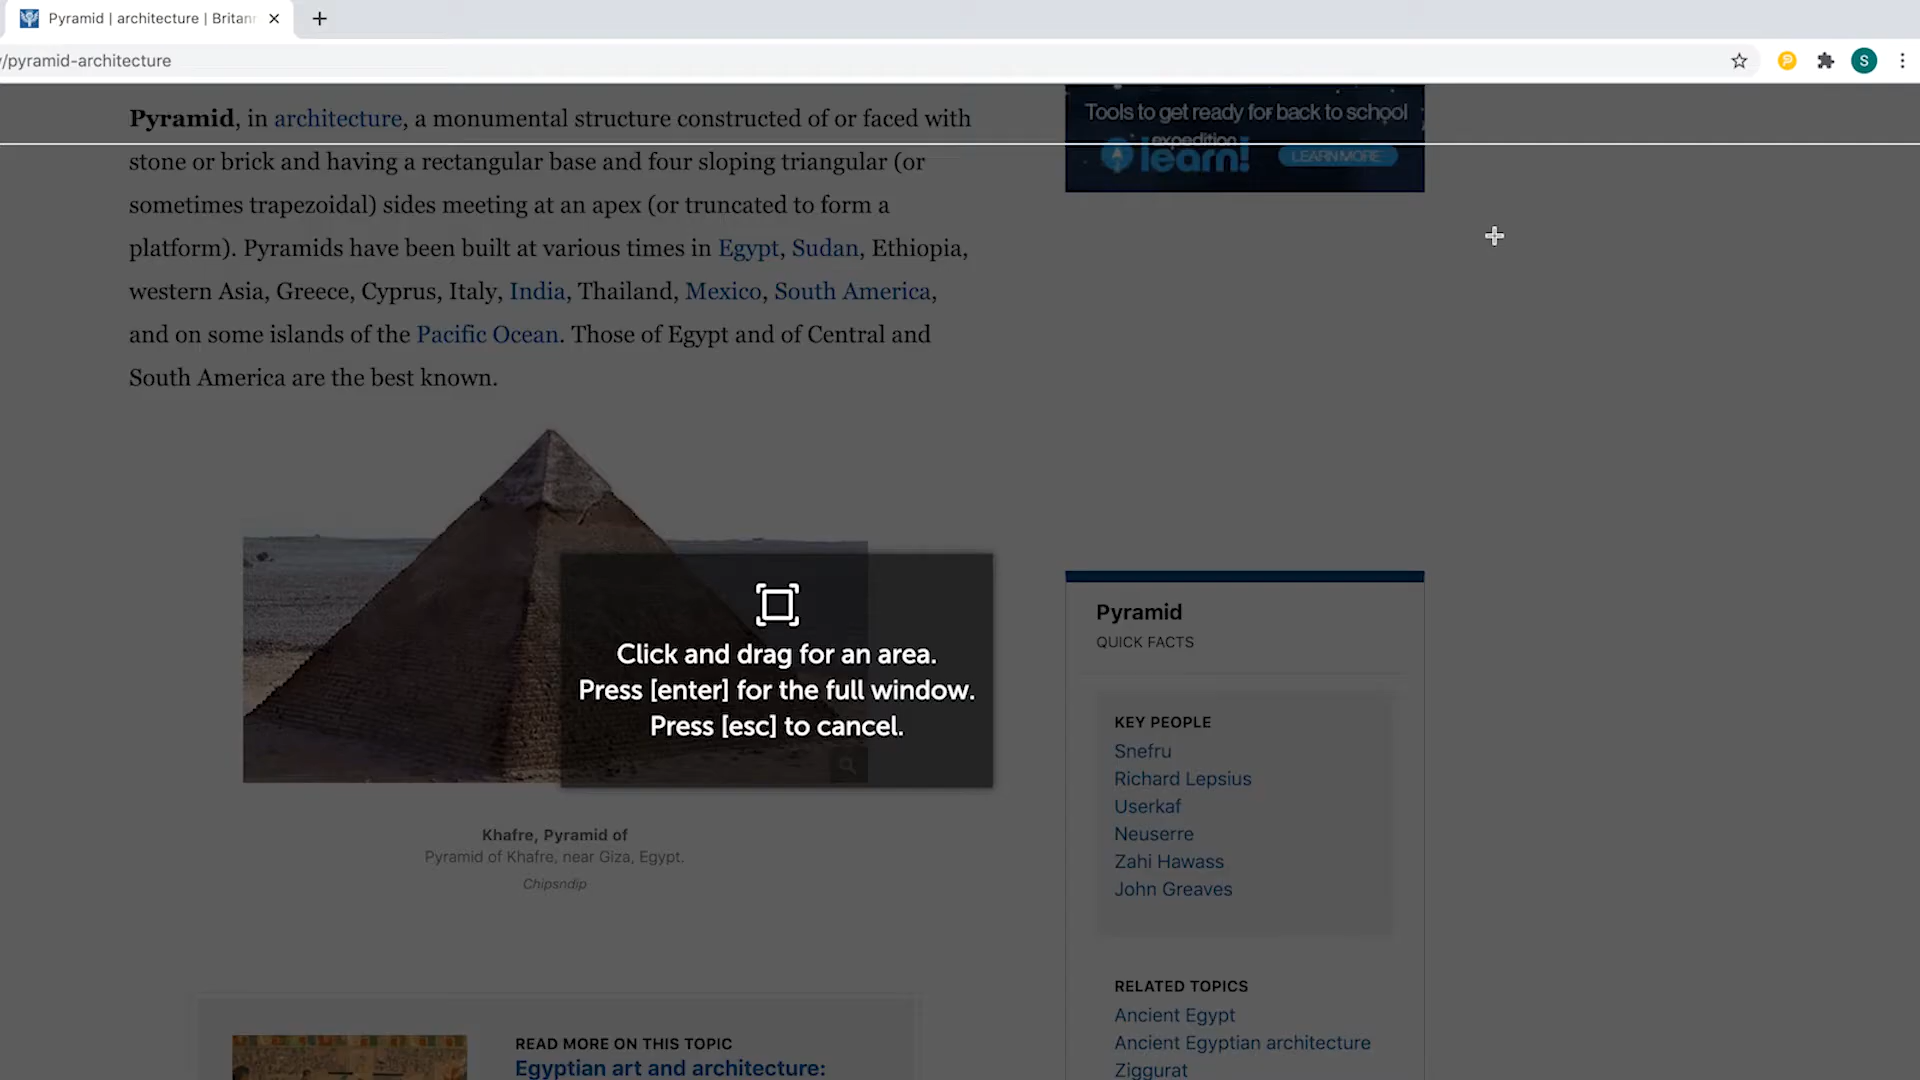 Pyramid | architecture | Britann
/pyramid-architecture
S
Pyramid, in architecture, a monumental structure constructed of or faced with
stone or brick and having a rectangular base and four sloping triangular (or
sometimes trapezoidal) sides meeting at an apex (or truncated to form a
platform). Pyramids have been built at various times in Egypt, Sudan, Ethiopia,
western Asia, Greece, Cyprus, Italy, India, Thailand, Mexico, South America,
and on some islands of the Pacific Ocean. Those of Egypt and of Central and
South America are the best known.
Tools to get ready for back to school
expedition
learn!
LEARN MORE
Click and drag for an area.
Press [enter] for the full window.
Press [esc] to cancel.
Khafre, Pyramid of
Pyramid of Khafre, near Giza, Egypt.
Chipsndip
READ MORE ON THIS TOPIC
Egyptian art and architecture:
Pyramid
QUICK FACTS
KEY PEOPLE
Snefru
Richard Lepsius
Userkaf
Neuserre
Zahi Hawass
John Greaves
RELATED TOPICS
Ancient Egypt
Ancient Egyptian architecture
Ziggurat